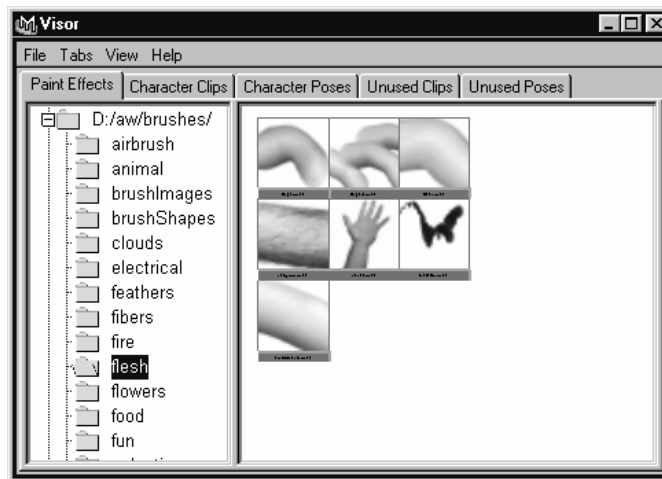 Visor
File Tabs View Help
Paint Effects Character Clips Character Poses Unused Clips Unused Poses
D:/aw/brushes/
airbrush
animal
brushImages
brushShapes
clouds
electrical
feathers
fibers
fire
flesh
flowers
food
fun